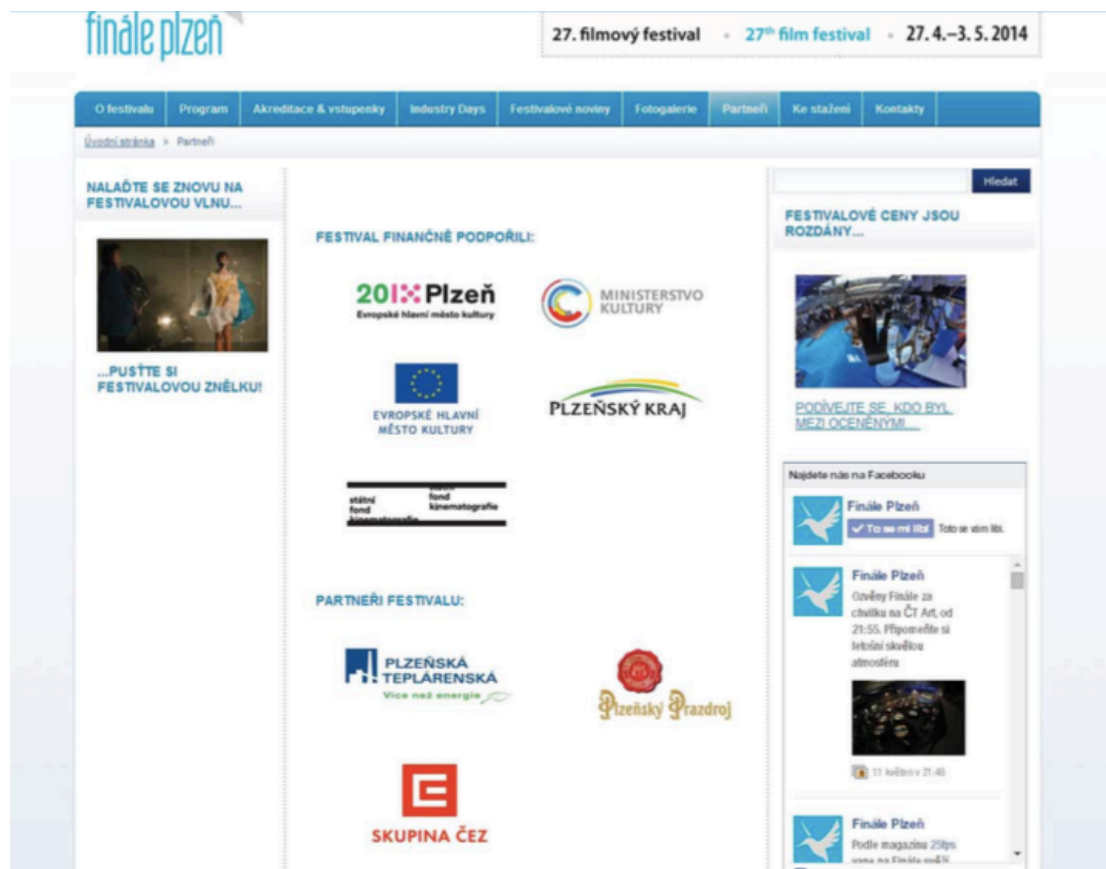 finále plzeň
27. filmový festival 27th film festival 27. 4.–3. 5. 2014
O festivalu Program Akreditace & vstupenky Industry Days Festivalové noviny Fotogalerie Partneři Ke stažení Kontakty
Úvodní stránka > Partneři
NALAĎTE SE ZNOVU NA
FESTIVALOVOU VLNU...
...PUSŤTE SI
FESTIVALOVOU ZNĚLKU!
FESTIVAL FINANČNĚ PODPOŘILI:
Plzeň
Evropské hlavní město kultury
MINISTERSTVO
KULTURY
EVROPSKÉ HLAVNÍ
MĚSTO KULTURY
PLZEŇSKÝ KRAJ
státní
fond
kinematografie
fond
kinematografie
PARTNEŘI FESTIVALU:
PLZEŇSKÁ
TEPLÁRENSKÁ
Více než energie
Plzeňský Prazdroj
SKUPINA ČEZ
Hledat
FESTIVALOVÉ CENY JSOU
ROZDÁNY...
PODÍVEJTE SE, KDO BYL
MEZI OCENĚNÝMI...
Najdete nás na Facebooku
Finále Plzeň
To se mi líbí Toto se vám líbí.
Finále Plzeň
Ozvěny Finále za
chvilku na ČT Art, od
21:55. Připomeňte si
letošní skvělou
atmosféru
11 květen v 21:46
Finále Plzeň
Podle magazínu 25fps